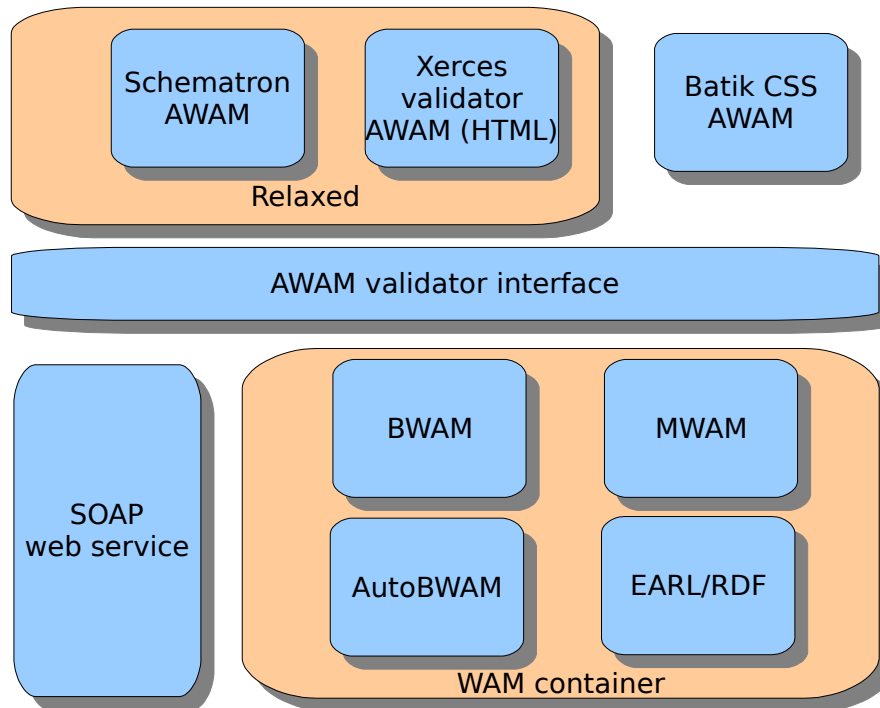 Schematron
AWAM
Xerces
validator
AWAM (HTML)
Batik CSS
AWAM
Relaxed
AWAM validator interface
BWAM
MWAM
SOAP
web service
AutoBWAM
EARL/RDF
WAM container